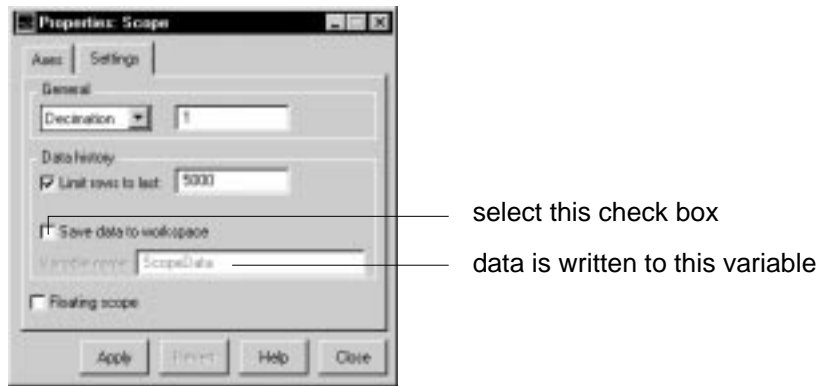 Properties: Scope
Axes Settings
General
Decimation 1
Data history
Limit rows to last: 5000
Save data to workspace
select this check box
Variable name: ScopeData
data is written to this variable
Floating scope
Apply Revert Help Close